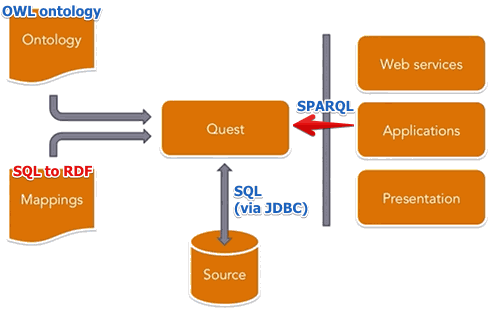 OWL ontology
Ontology
SQL to RDF
Mappings
Quest
SQL
(via JDBC)
Source
SPARQL
Web services
Applications
Presentation